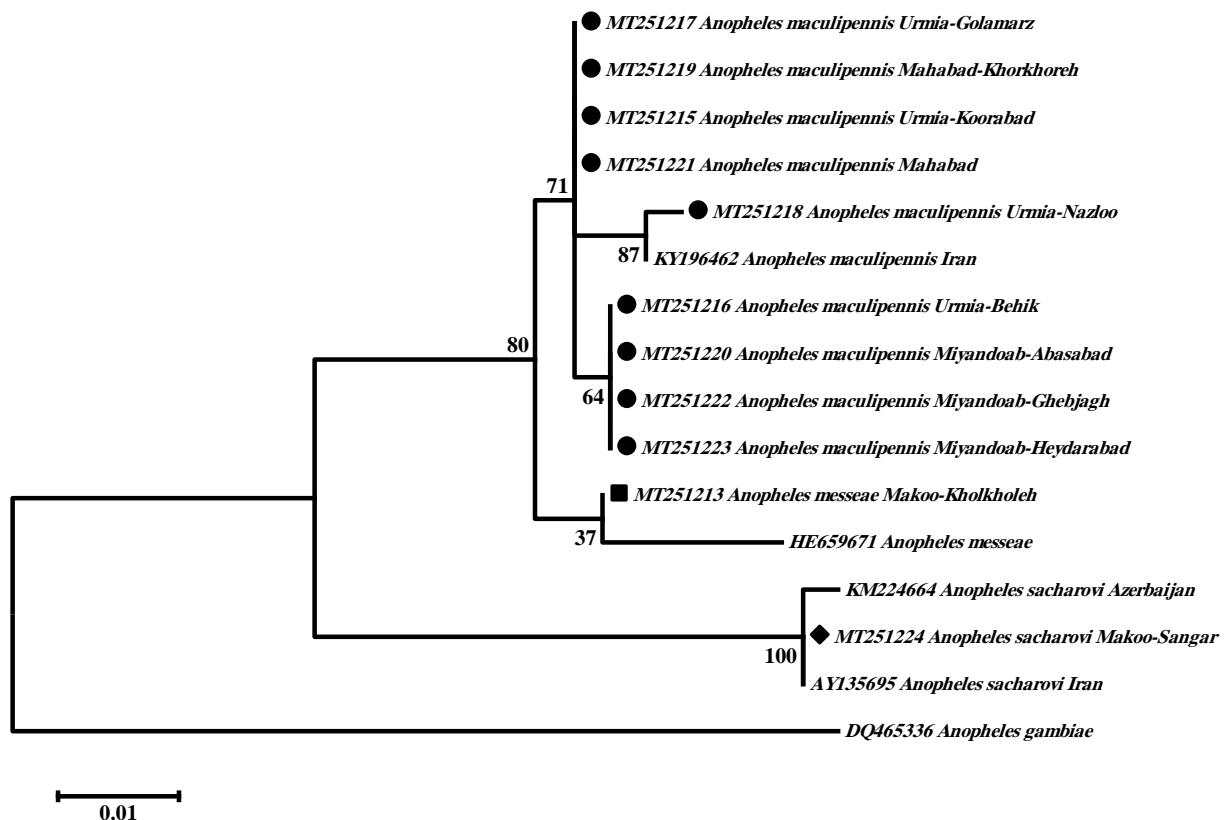 MT251217 Anopheles maculipennis Urmia-Golamarz
MT251219 Anopheles maculipennis Mahabad-Khorkhoreh
MT251215 Anopheles maculipennis Urmia-Koorabad
MT251221 Anopheles maculipennis Mahabad
71
MT251218 Anopheles maculipennis Urmia-Nazloo
87
KY196462 Anopheles maculipennis Iran
MT251216 Anopheles maculipennis Urmia-Behik
80
MT251220 Anopheles maculipennis Miyandoab-Abasabad
64
MT251222 Anopheles maculipennis Miyandoab-Ghebjagh
MT251223 Anopheles maculipennis Miyandoab-Heydarabad
MT251213 Anopheles messeae Makoo-Kholkholeh
37
HE659671 Anopheles messeae
KM224664 Anopheles sacharovi Azerbaijan
MT251224 Anopheles sacharovi Makoo-Sangar
100
AY135695 Anopheles sacharovi Iran
DQ465336 Anopheles gambiae
0.01